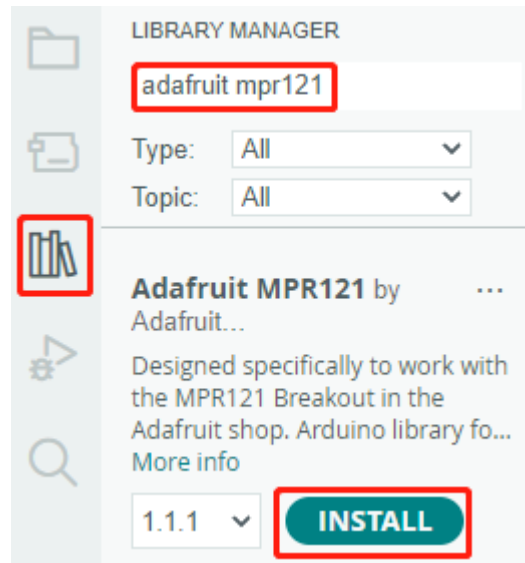 LIBRARY MANAGER
adafruit mpr121
Type: All
Topic: All
Adafruit MPR121 by ...
Adafruit...
Designed specifically to work with
the MPR121 Breakout in the
Adafruit shop. Arduino library fo...
More info
1.1.1 INSTALL